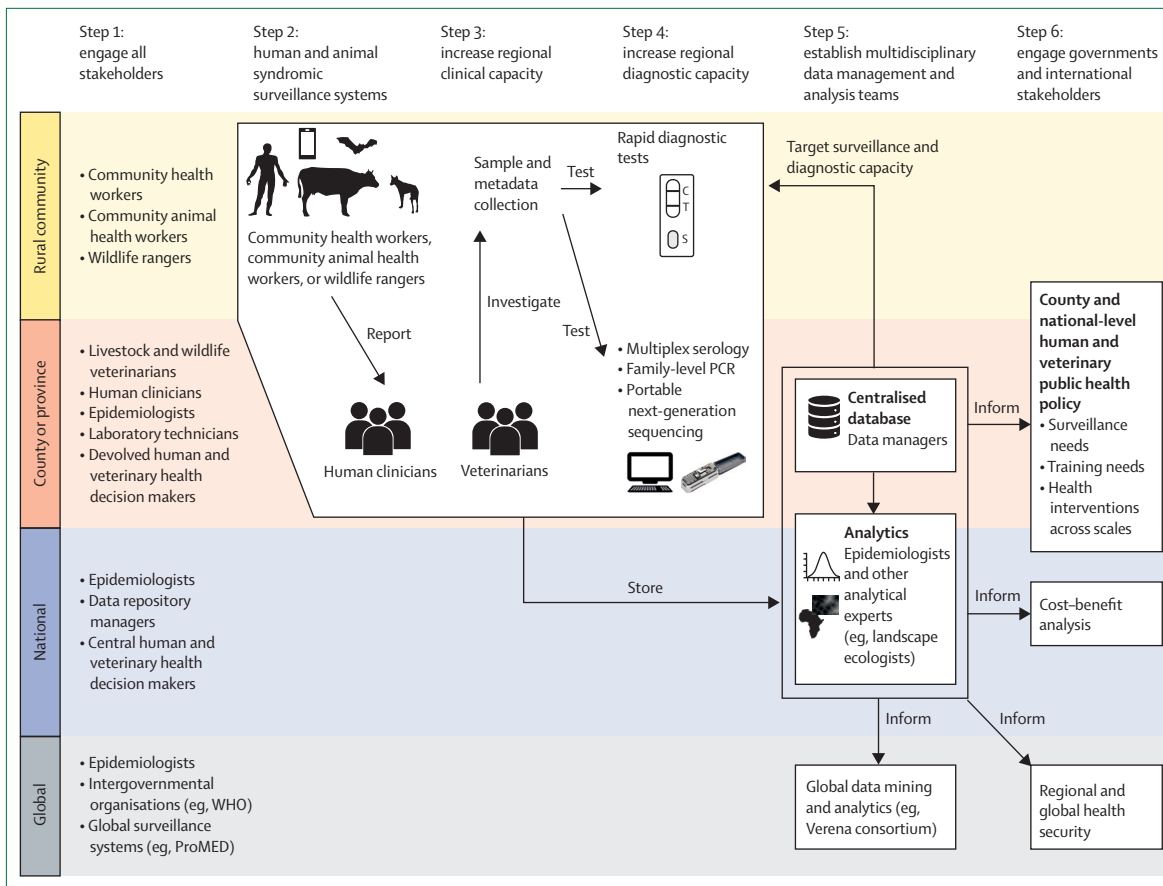 Step 1:
engage all
stakeholders
Step 2:
human and animal
syndromic
surveillance systems
Step 3:
increase regional
clinical capacity
Step 4:
increase regional
diagnostic capacity
Step 5:
establish multidisciplinary
data management and
analysis teams
Step 6:
engage governments
and international
stakeholders
Rural community
• Community health
workers
• Community animal
health workers
• Wildlife rangers
Community health workers,
community animal health
workers, or wildlife rangers
Report
Sample and
metadata
collection
Investigate
Test
Test
Rapid diagnostic
tests
C
T
S
Target surveillance and
diagnostic capacity
County or province
• Livestock and wildlife
veterinarians
• Human clinicians
• Epidemiologists
• Laboratory technicians
• Devolved human and
veterinary health
decision makers
Human clinicians
Veterinarians
• Multiplex serology
• Family-level PCR
• Portable
next-generation
sequencing
Centralised
database
Data managers
Inform
County and
national-level
human and
veterinary
public health
policy
• Surveillance
needs
• Training needs
• Health
interventions
across scales
National
• Epidemiologists
• Data repository
managers
• Central human and
veterinary health
decision makers
Store
Analytics
Epidemiologists
and other
analytical
experts
(eg, landscape
ecologists)
Inform
Cost–benefit
analysis
Inform
Inform
Global
• Epidemiologists
• Intergovernmental
organisations (eg, WHO)
• Global surveillance
systems (eg, ProMED)
Global data mining
and analytics (eg,
Verena consortium)
Regional and
global health
security